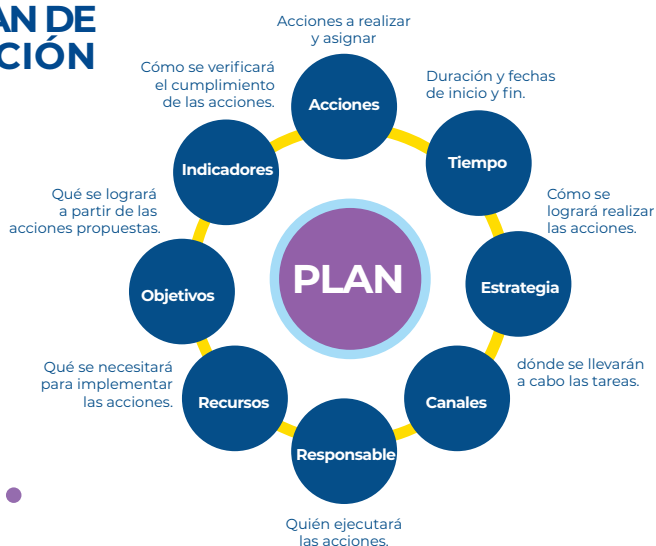 AN DE
CIÓN
Acciones a realizar
y asignar
Acciones
Duración y fechas
de inicio y fin.
Tiempo
Cómo se
logrará realizar
las acciones.
Estrategia
dónde se llevarán
a cabo las tareas.
Canales
Quién ejecutará
las acciones.
Responsable
Qué se necesitará
para implementar
las acciones.
Recursos
Qué se logrará
a partir de las
acciones propuestas.
Objetivos
Cómo se verificará
el cumplimiento
de las acciones.
Indicadores
PLAN